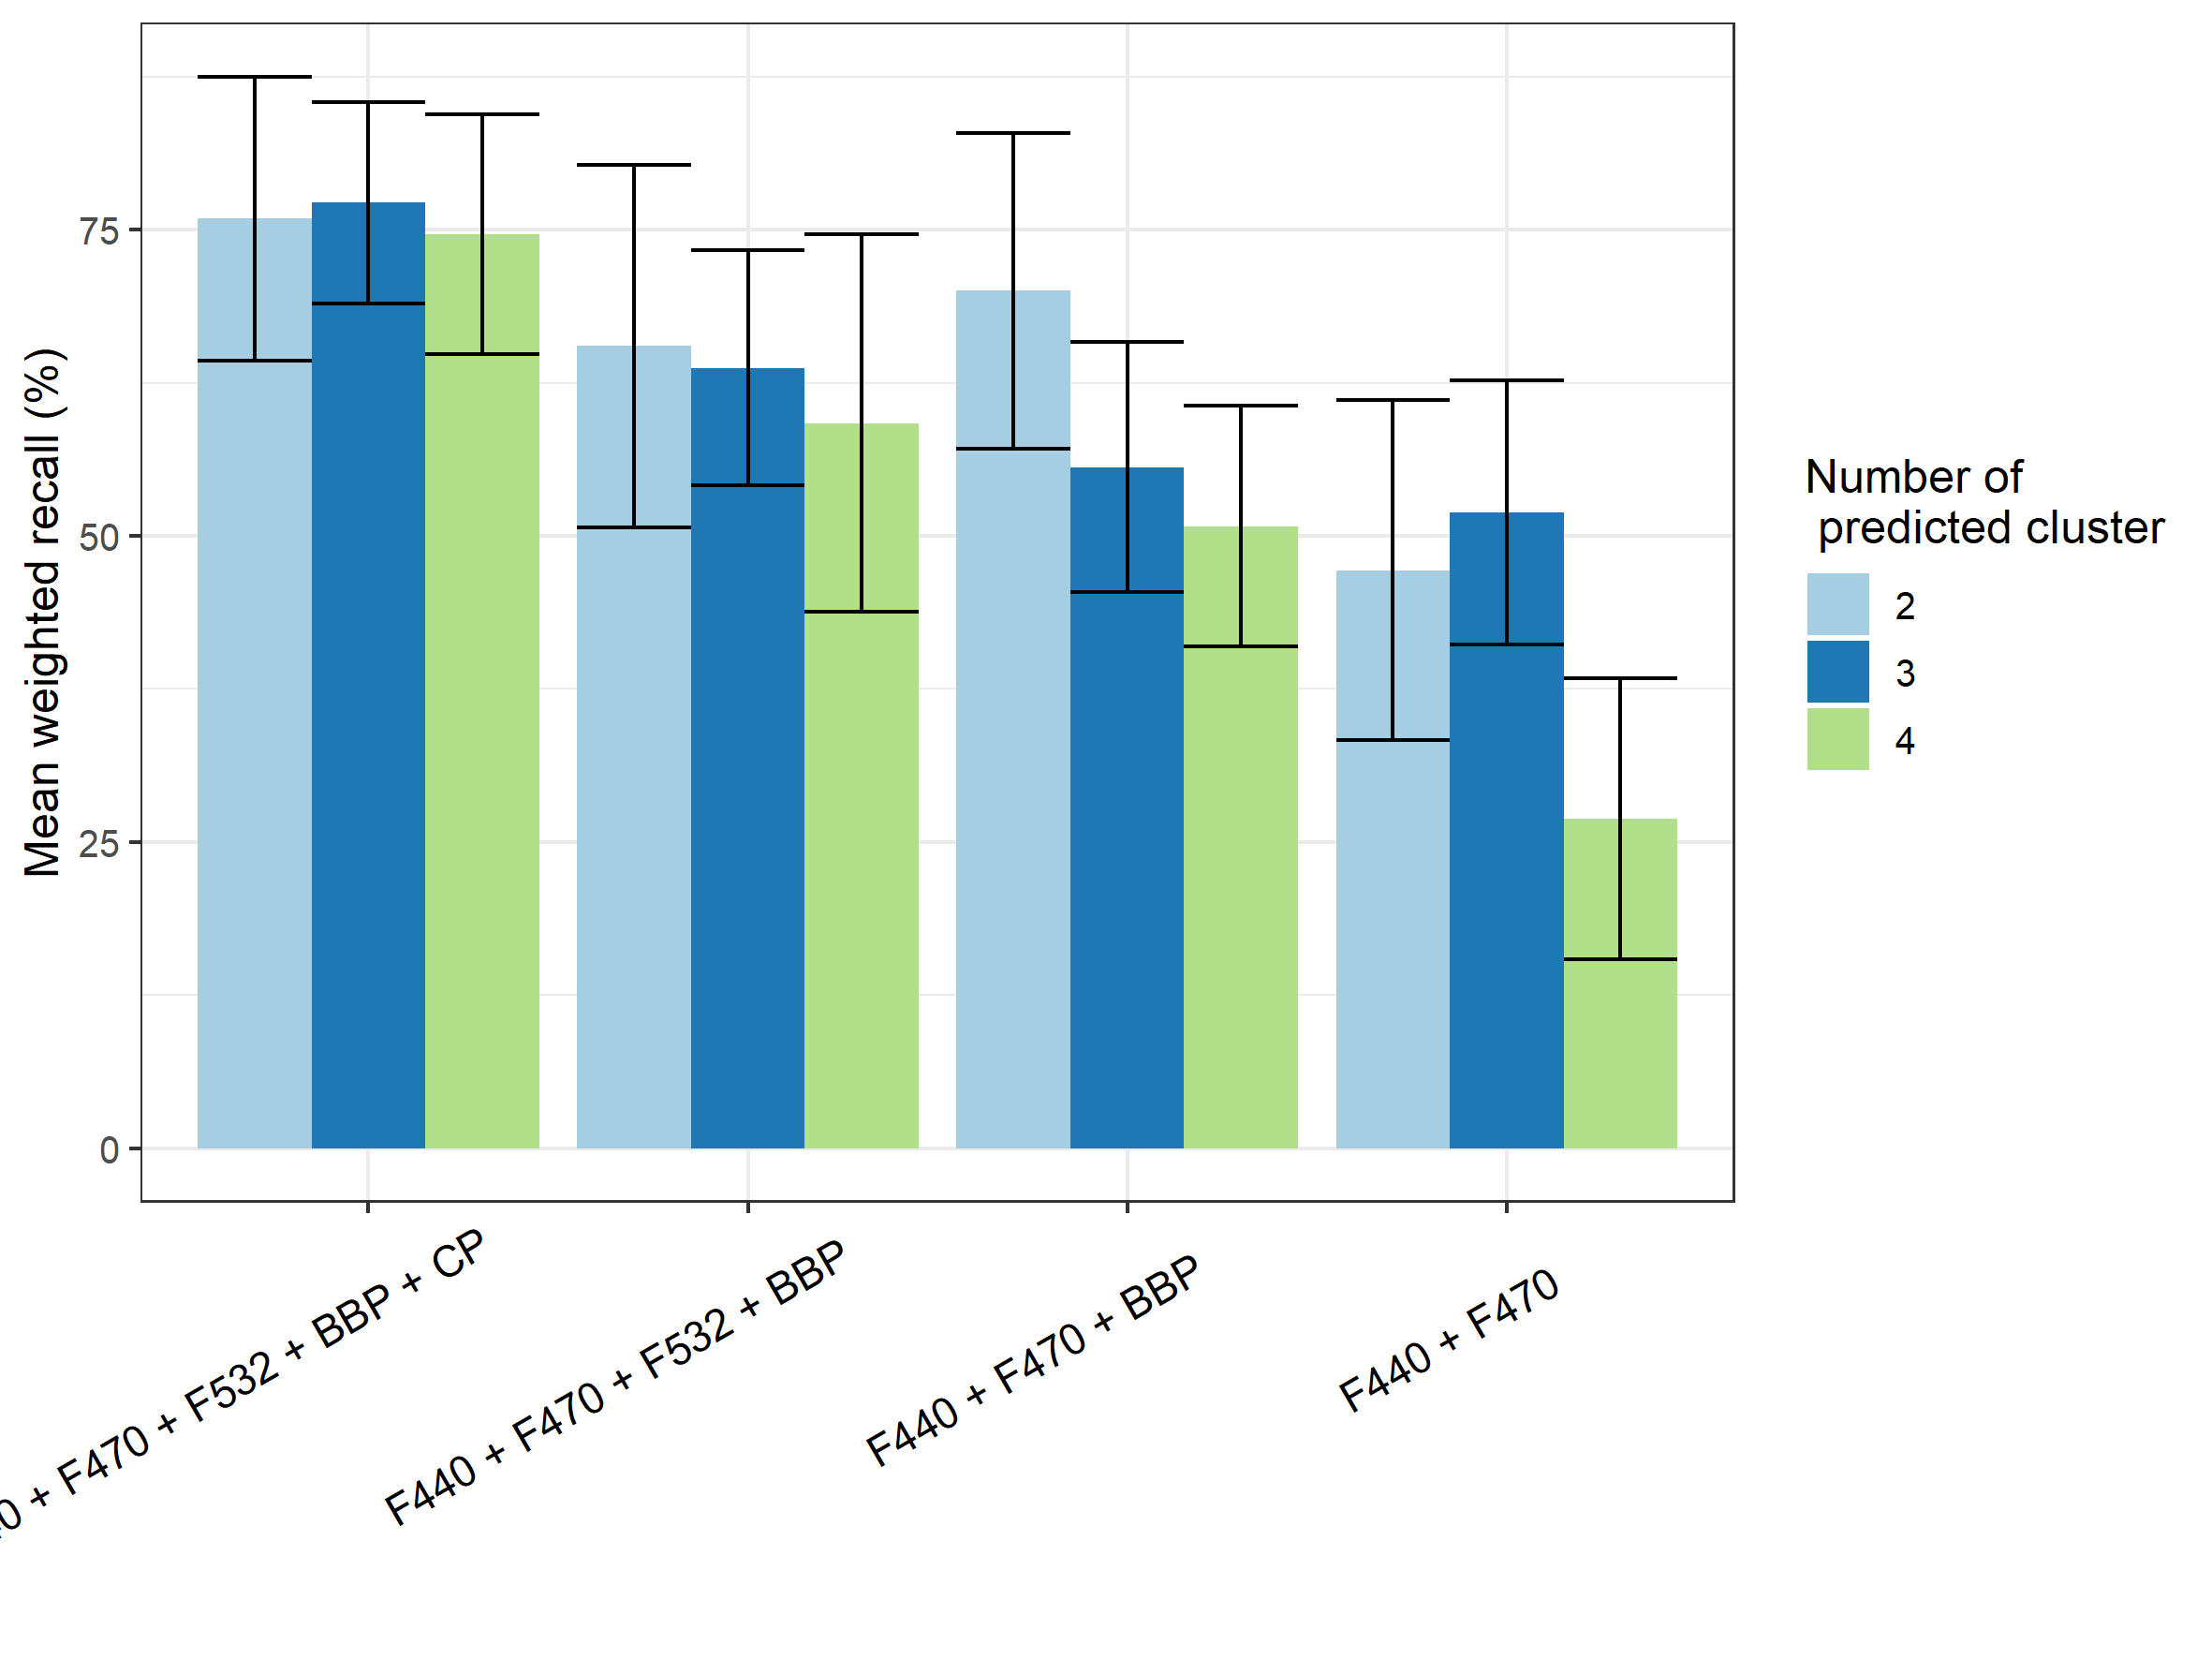 Mean weighted recall (%)
75
50
25
0
0 + F470 + F532 + BBP + CP
F440 + F470 + F532 + BBP
F440 + F470 + BBP
F440 + F470
Number of
predicted cluster
2
3
4